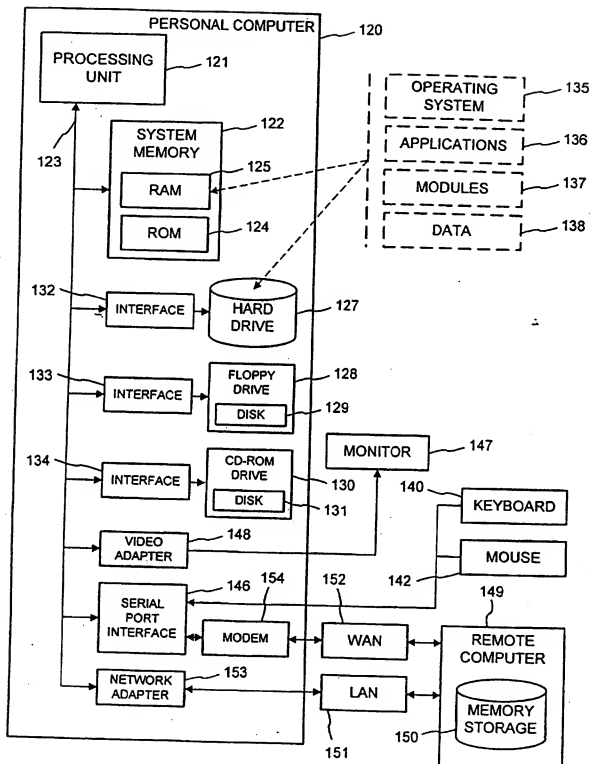 PERSONAL COMPUTER
120
PROCESSING
UNIT
121
123
SYSTEM
MEMORY
122
RAM
125
ROM
124
OPERATING
SYSTEM
135
APPLICATIONS
136
MODULES
137
DATA
138
132
INTERFACE
HARD
DRIVE
127
133
INTERFACE
FLOPPY
DRIVE
128
DISK
129
134
INTERFACE
CD-ROM
DRIVE
130
DISK
131
MONITOR
147
140
KEYBOARD
MOUSE
142
VIDEO
ADAPTER
148
146
SERIAL
PORT
INTERFACE
154
MODEM
152
WAN
149
REMOTE
COMPUTER
NETWORK
ADAPTER
153
LAN
151
MEMORY
STORAGE
150